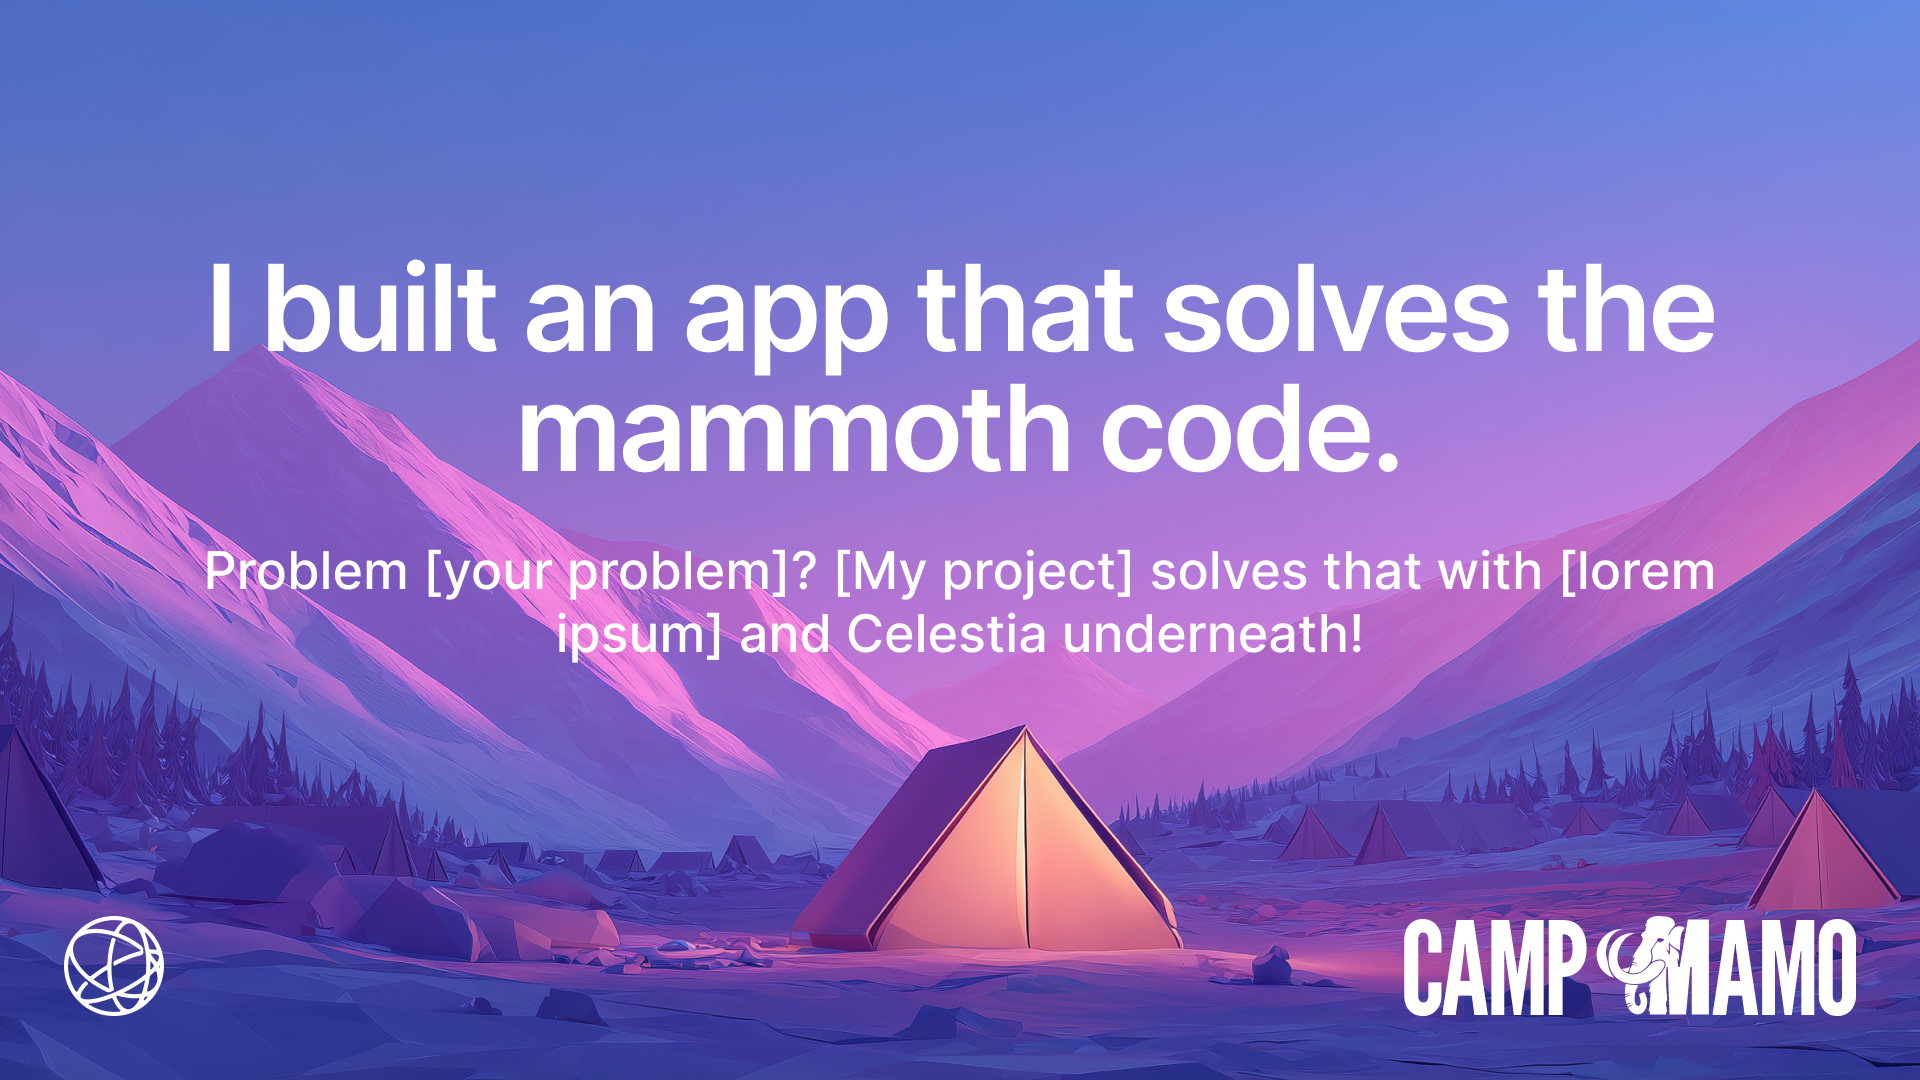 I built an app that solves the
mammoth code.
Problem [your problem]? [My project] solves that with [lorem
ipsum] and Celestia underneath!
CAMP MAMO